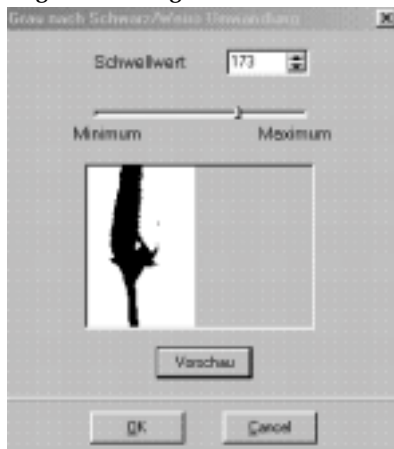 Grau nach Schwarz/Weiss Umwandlung
Schwellwert 173
Minimum Maximum
Vorschau
OK Cancel